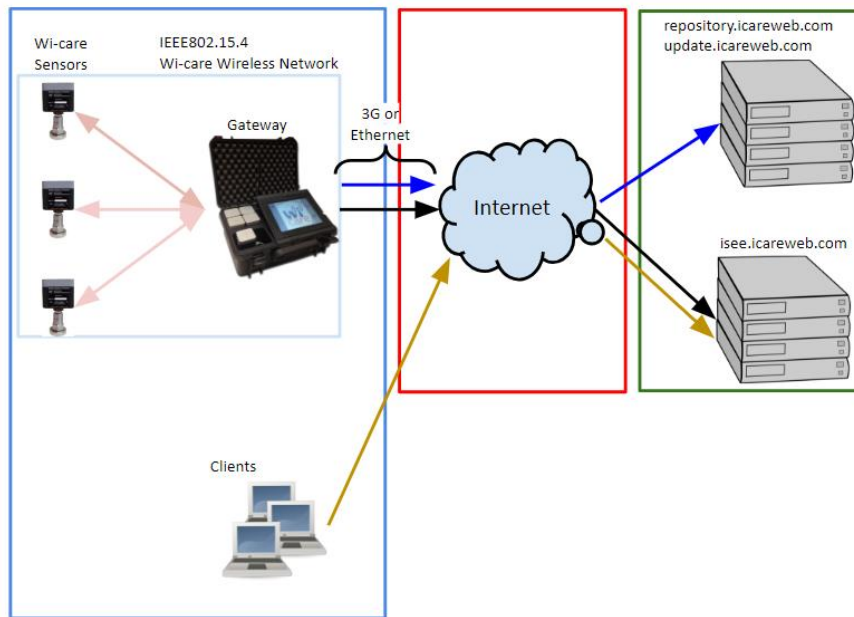 Wi-care
Sensors
IEEE802.15.4
Wi-care Wireless Network
Gateway
3G or
Ethernet
Internet
repository.icareweb.com
update.icareweb.com
isee.icareweb.com
Clients